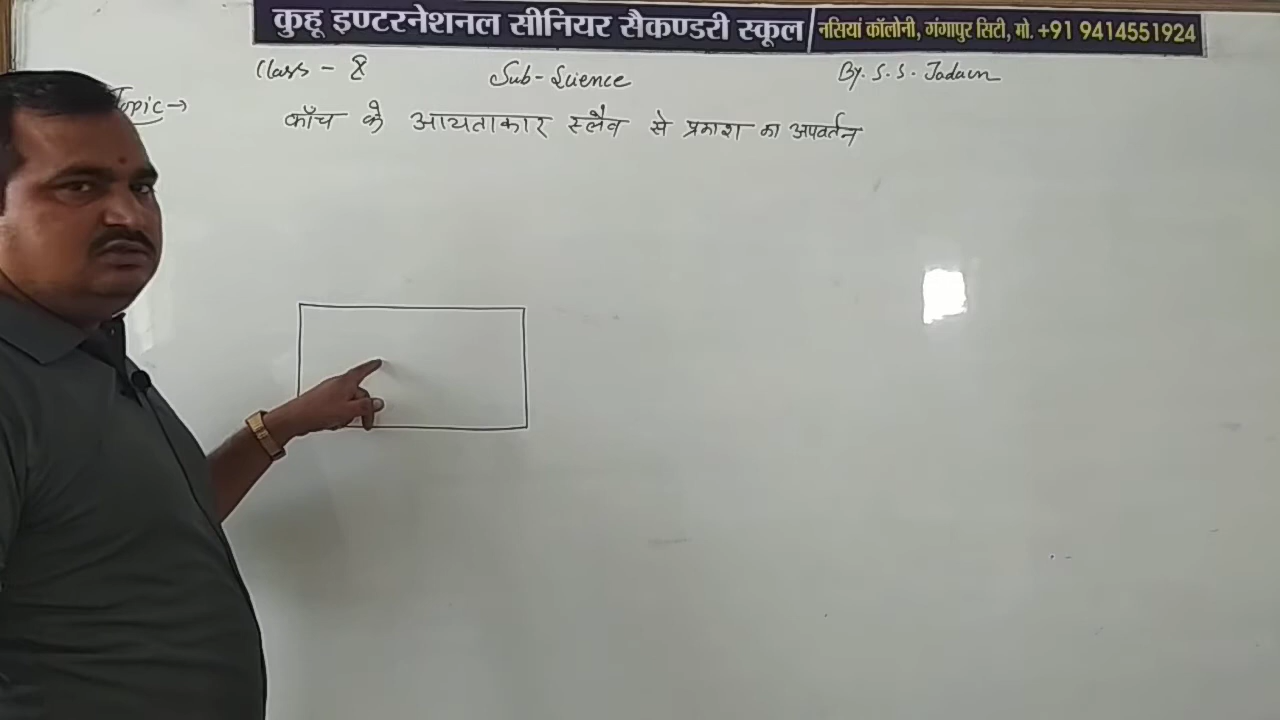 कुहू इण्टरनेशनल सीनियर सैकण्डरी स्कूल नसियां कॉलोनी, गंगापुर सिटी, मो. +91 9414551924
Class - 8 Sub-Science By. S. S. Jadaun
Topic→ काँच के आयताकार स्लैब से प्रकाश का अपवर्तन